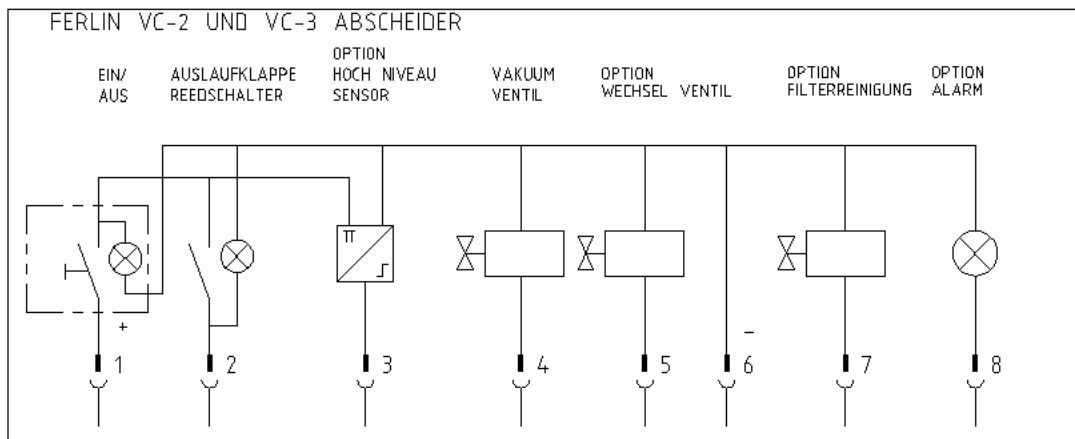 FERLIN VC-2 UND VC-3 ABSCHEIDER
EIN/
AUS
AUSLAUFKLAPPE
REEDSCHALTER
OPTION
HOCH NIVEAU
SENSOR
VAKUUM
VENTIL
OPTION
WECHSEL VENTIL
OPTION
FILTERREINIGUNG
OPTION
ALARM
π
+
-
1
2
3
4
5
6
7
8